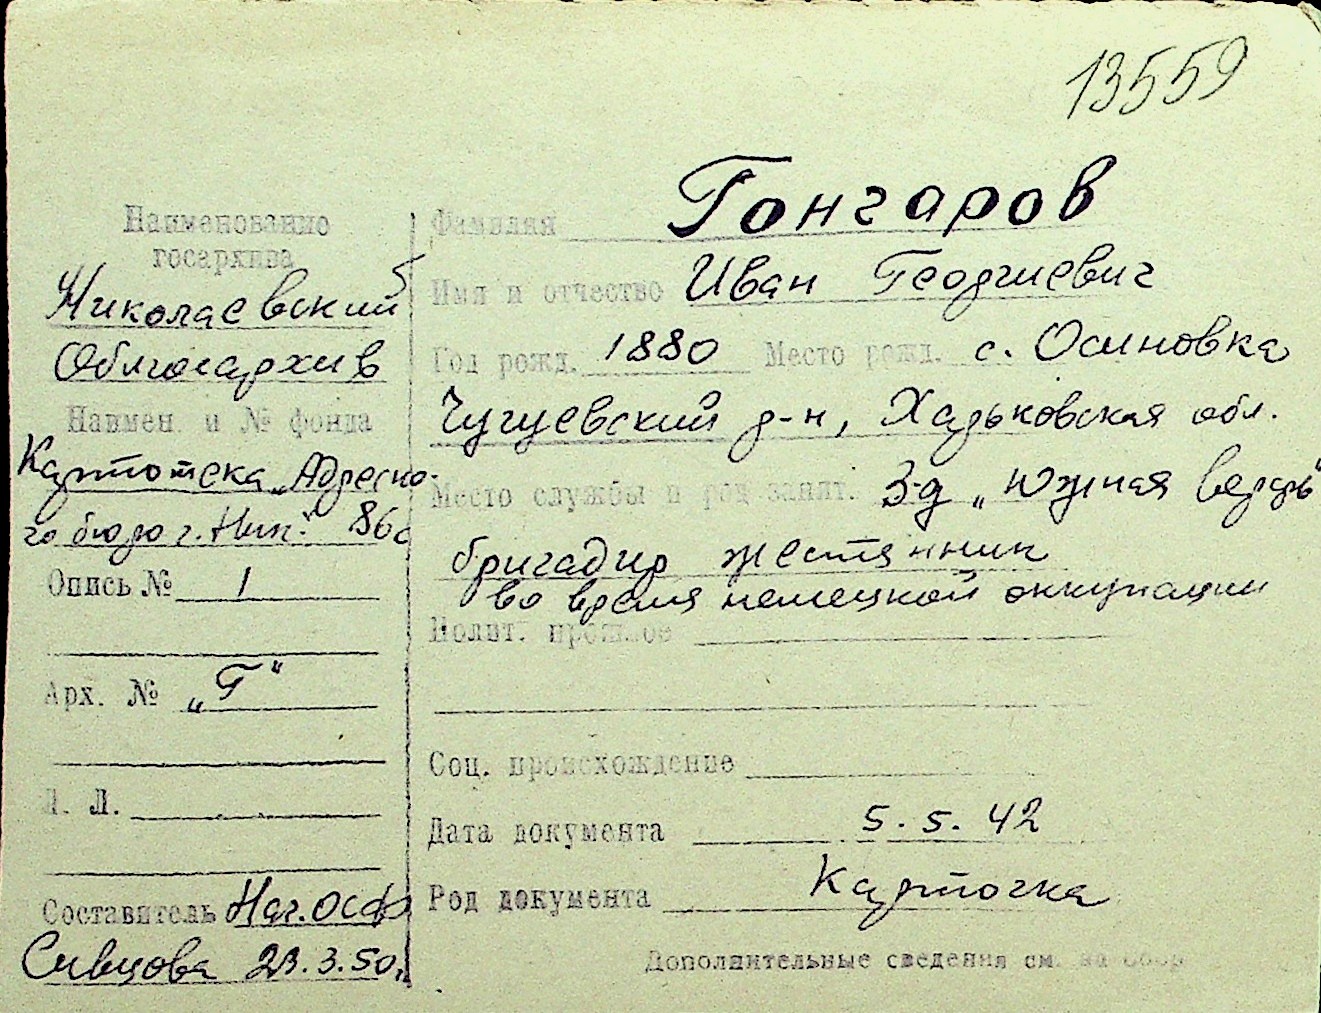 13559
Наименование
госархива
Николаевский
Облгосархив
Наимен. и № фонда
Картотека „Адресно-
го бюро г. Ник." 86с
Опись № 1
Арх. № „Г"
Л. Л.
Составитель Нач. ОСФ
Сивцова 23.3.50г.
Фамилия Гончаров
Имя и отчество Иван Георгиевич
Год рожд. 1880 Место рожд. с. Осиновка
Чугуевский р-н, Харьковская обл.
Место службы и род занят. З-д „Южная верфь"
бригадир жестянник
во время немецкой оккупации
Полит. прошлое
Соц. происхождение
Дата документа 5.5.42
Род документа Карточка
Дополнительные сведения см. на обор